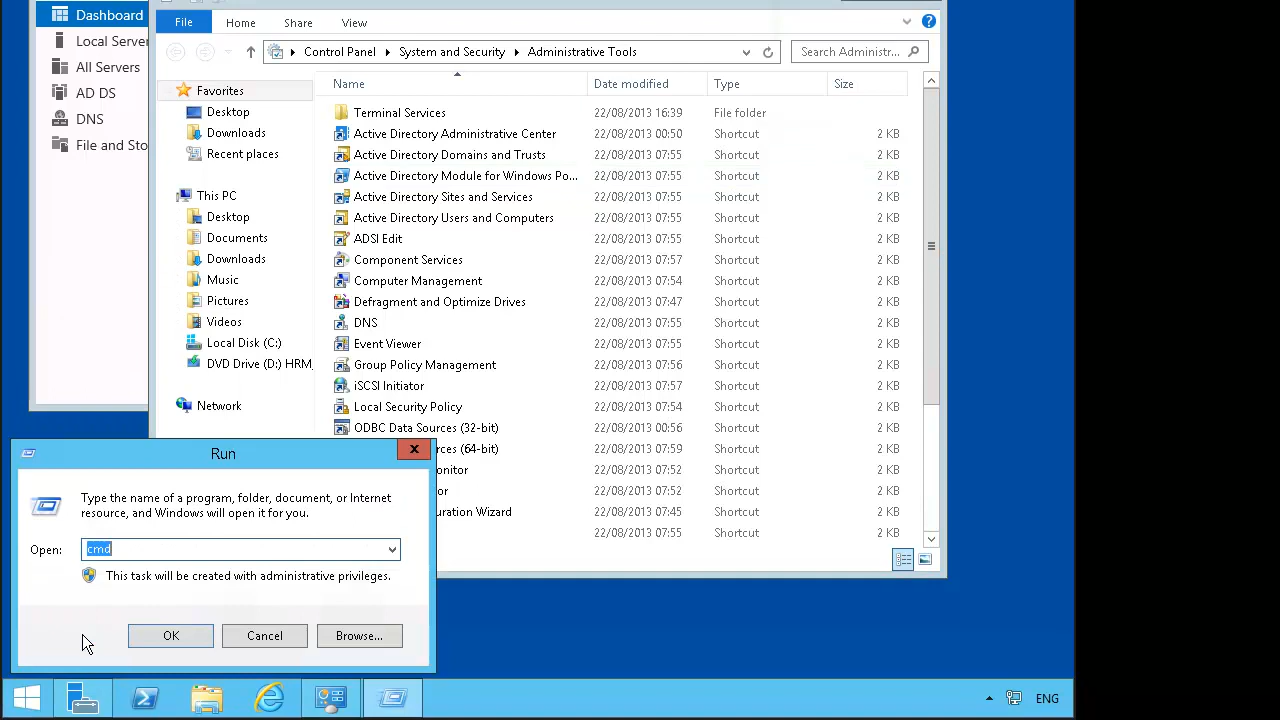 Dashboard
Local Server
All Servers
AD DS
DNS
File and Sto
File
Home
Share
View
Control Panel
System and Security
Administrative Tools
Search Administr...
Favorites
Desktop
Downloads
Recent places
This PC
Desktop
Documents
Downloads
Music
Pictures
Videos
Local Disk (C:)
DVD Drive (D:) HRM_
Network
Name Date modified Type Size
Terminal Services 22/08/2013 16:39 File folder
Active Directory Administrative Center 22/08/2013 00:50 Shortcut 2 KB
Active Directory Domains and Trusts 22/08/2013 07:55 Shortcut 2 KB
Active Directory Module for Windows Po... 22/08/2013 07:55 Shortcut 2 KB
Active Directory Sites and Services 22/08/2013 07:55 Shortcut 2 KB
Active Directory Users and Computers 22/08/2013 07:55 Shortcut 2 KB
ADSI Edit 22/08/2013 07:55 Shortcut 2 KB
Component Services 22/08/2013 07:57 Shortcut 2 KB
Computer Management 22/08/2013 07:54 Shortcut 2 KB
Defragment and Optimize Drives 22/08/2013 07:47 Shortcut 2 KB
DNS 22/08/2013 07:55 Shortcut 2 KB
Event Viewer 22/08/2013 07:55 Shortcut 2 KB
Group Policy Management 22/08/2013 07:56 Shortcut 2 KB
iSCSI Initiator 22/08/2013 07:57 Shortcut 2 KB
Local Security Policy 22/08/2013 07:54 Shortcut 2 KB
ODBC Data Sources (32-bit) 22/08/2013 00:56 Shortcut 2 KB
rces (64-bit) 22/08/2013 07:59 Shortcut 2 KB
onitor 22/08/2013 07:52 Shortcut 2 KB
or 22/08/2013 07:52 Shortcut 2 KB
uration Wizard 22/08/2013 07:45 Shortcut 2 KB
22/08/2013 07:55 Shortcut 2 KB
Run
Type the name of a program, folder, document, or Internet
resource, and Windows will open it for you.
Open: cmd
This task will be created with administrative privileges.
OK
Cancel
Browse...
ENG